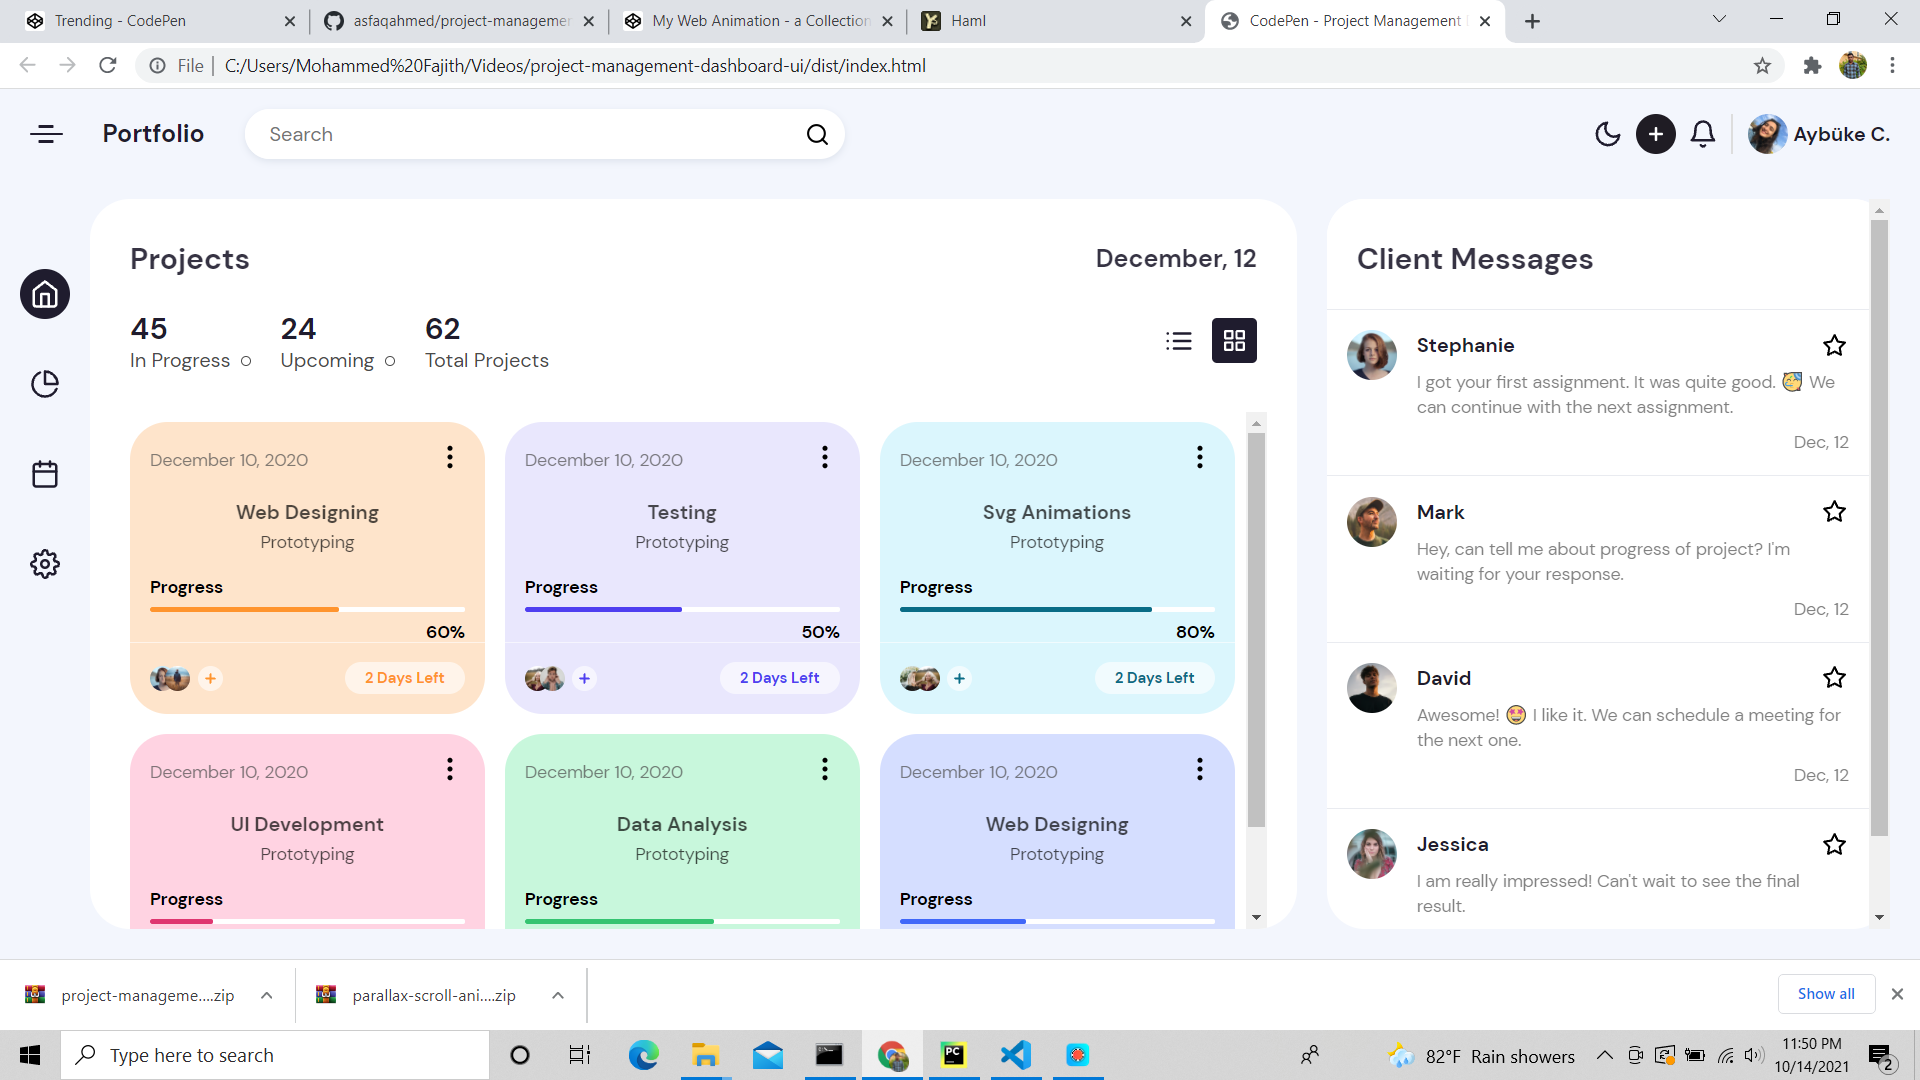 Trending - CodePen
asfaqahmed/project-managemen
My Web Animation - a Collection
Haml
CodePen - Project Management
File
C:/Users/Mohammed%20Fajith/Videos/project-management-dashboard-ui/dist/index.html
Portfolio
Search
Aybüke C.
Projects
December, 12
45
In Progress
24
Upcoming
62
Total Projects
December 10, 2020
Web Designing
Prototyping
Progress
60%
2 Days Left
December 10, 2020
Testing
Prototyping
Progress
50%
2 Days Left
December 10, 2020
Svg Animations
Prototyping
Progress
80%
2 Days Left
December 10, 2020
UI Development
Prototyping
Progress
December 10, 2020
Data Analysis
Prototyping
Progress
December 10, 2020
Web Designing
Prototyping
Progress
Client Messages
Stephanie
I got your first assignment. It was quite good. 🥳 We
can continue with the next assignment.
Dec, 12
Mark
Hey, can tell me about progress of project? I'm
waiting for your response.
Dec, 12
David
Awesome! 🤩 I like it. We can schedule a meeting for
the next one.
Dec, 12
Jessica
I am really impressed! Can't wait to see the final
result.
project-manageme....zip
parallax-scroll-ani....zip
Show all
Type here to search
PC
82°F Rain showers
11:50 PM
10/14/2021
2